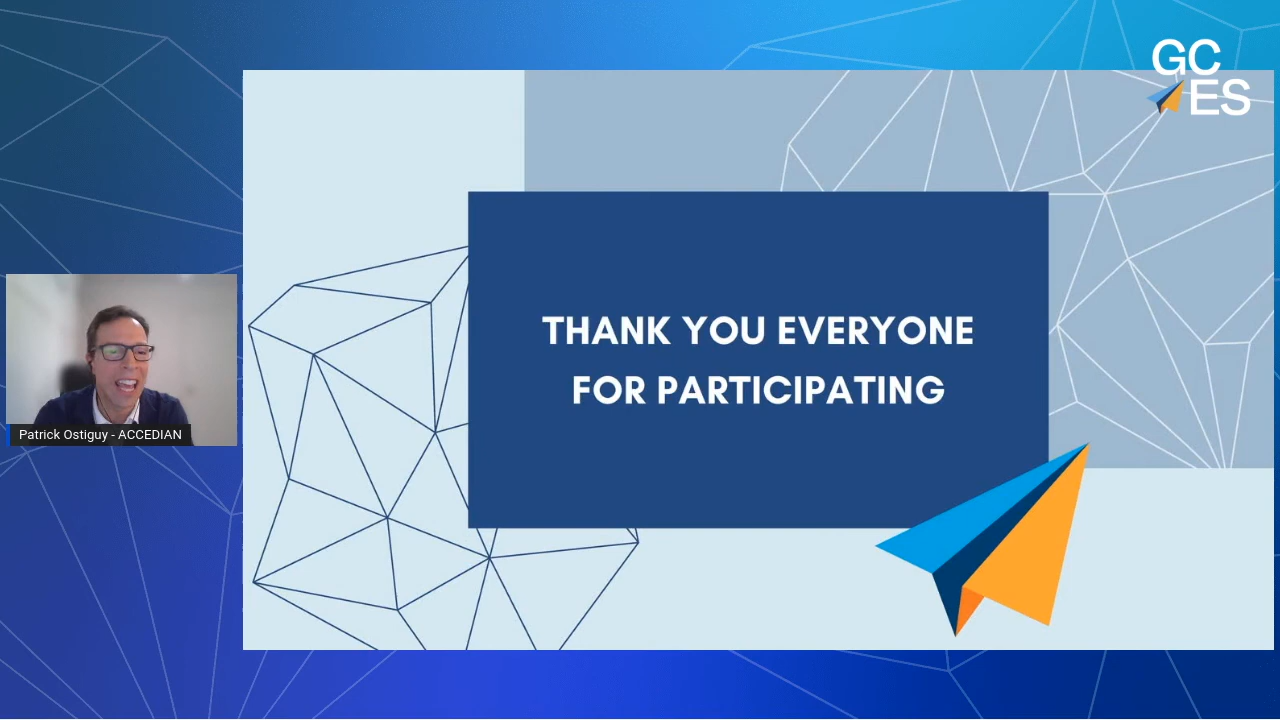 GC
ES
THANK YOU EVERYONE
FOR PARTICIPATING
Patrick Ostiguy - ACCEDIAN